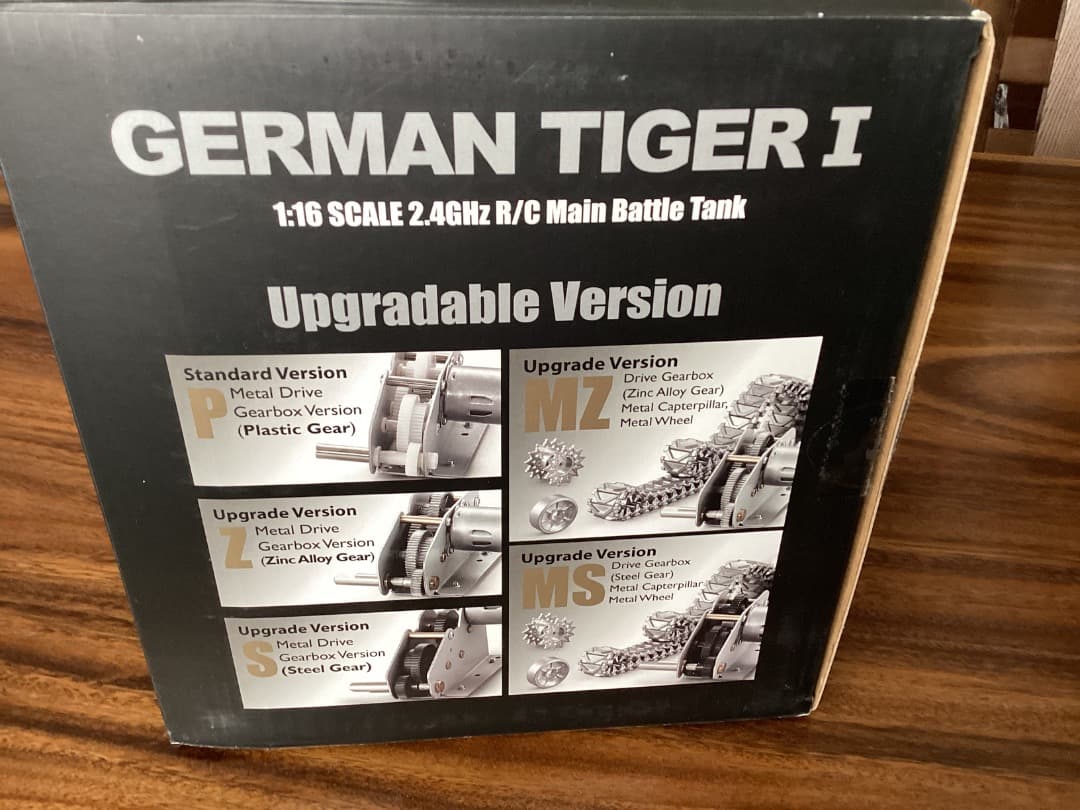 GERMAN TIGER I
1:16 SCALE 2.4GHz R/C Main Battle Tank
Upgradable Version
Standard Version
P
Metal Drive
Gearbox Version
(Plastic Gear)
Upgrade Version
Z
Metal Drive
Gearbox Version
(Zinc Alloy Gear)
Upgrade Version
S
Metal Drive
Gearbox Version
(Steel Gear)
Upgrade Version
MZ
Drive Gearbox
(Zinc Alloy Gear)
Metal Capterpillar,
Metal Wheel
Upgrade Version
MS
Drive Gearbox
(Steel Gear)
Metal Capterpillar
Metal Wheel